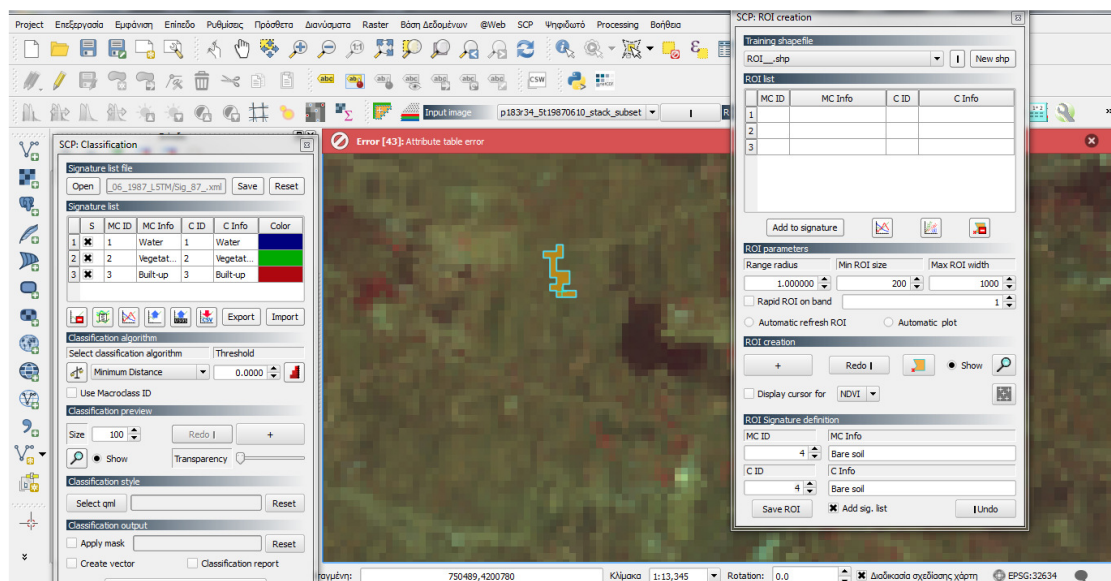 Project Επεξεργασία Εμφάνιση Επίπεδο Ρυθμίσεις Πρόσθετα Διανύσματα Raster Βάση Δεδομένων @Web SCP Ψηφιδωτό Processing Βοήθεια
Input image p183r34_5t19870610_stack_subset
Error [43]: Attribute table error
SCP: Classification
Signature list file
Open _06_1987_L5TM/Sig_87_.xml Save Reset
Signature list
S MC ID MC Info C ID C Info Color
1 1 Water 1 Water
2 2 Vegetat... 2 Vegetat...
3 3 Built-up 3 Built-up
Export Import
Classification algorithm
Select classification algorithm Threshold
Minimum Distance 0.0000
Use Macroclass ID
Classification preview
Size 100 Redo +
Show Transparency
Classification style
Select qml Reset
Classification output
Apply mask Reset
Create vector Classification report
SCP: ROI creation
Training shapefile
ROI__.shp New shp
ROI list
MC ID MC Info C ID C Info
1
2
3
Add to signature
ROI parameters
Range radius Min ROI size Max ROI width
1.000000 200 1000
Rapid ROI on band 1
Automatic refresh ROI Automatic plot
ROI creation
+ Redo Show
Display cursor for NDVI
ROI Signature definition
MC ID MC Info
4 Bare soil
C ID C Info
4 Bare soil
Save ROI Add sig. list Undo
750489,4200780 Κλίμακα 1:13,345 Rotation: 0.0 Διαδικασία σχεδίασης χάρτη EPSG:32634